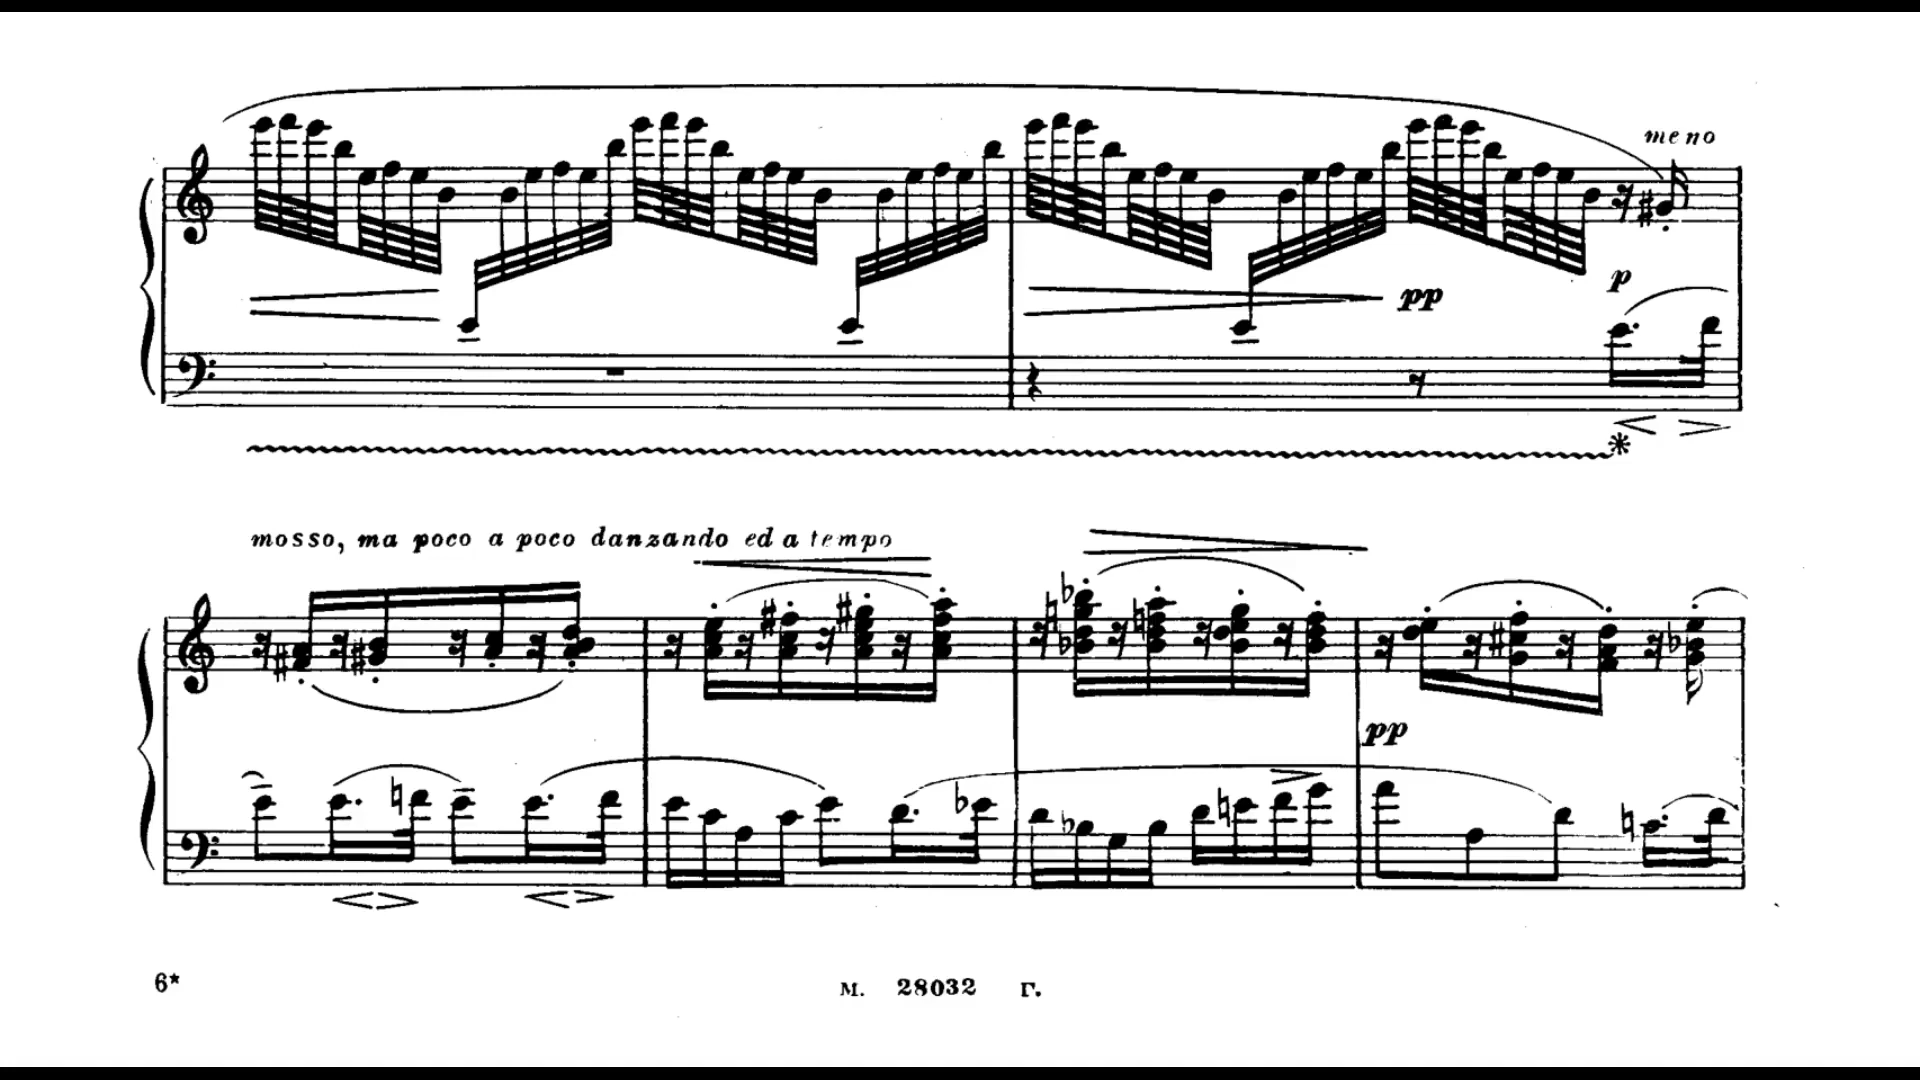 meno
pp
p
mosso, ma poco a poco danzando ed a tempo
pp
6* м. 28032 г.